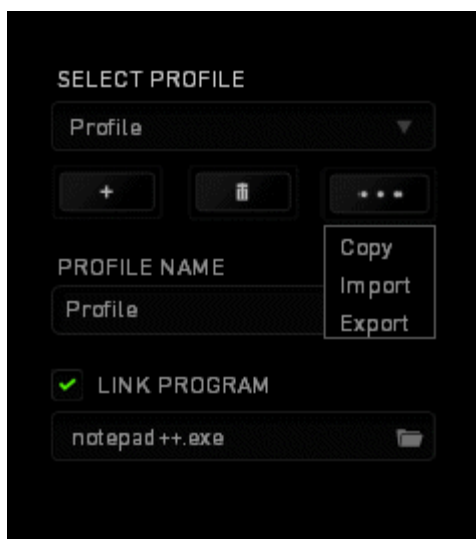 SELECT PROFILE
Profile
+
Copy
Import
Export
PROFILE NAME
Profile
LINK PROGRAM
notepad++.exe